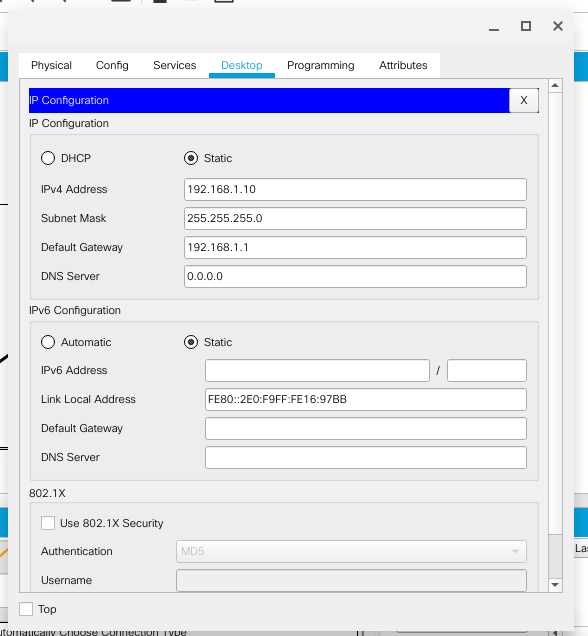 Physical Config Services Desktop Programming Attributes
IP Configuration X
IP Configuration
DHCP Static
IPv4 Address 192.168.1.10
Subnet Mask 255.255.255.0
Default Gateway 192.168.1.1
DNS Server 0.0.0.0
IPv6 Configuration
Automatic Static
IPv6 Address /
Link Local Address FE80::2E0:F9FF:FE16:97BB
Default Gateway
DNS Server
802.1X
Use 802.1X Security
Authentication MD5
Username
Top
utomatically Choose Connection Type